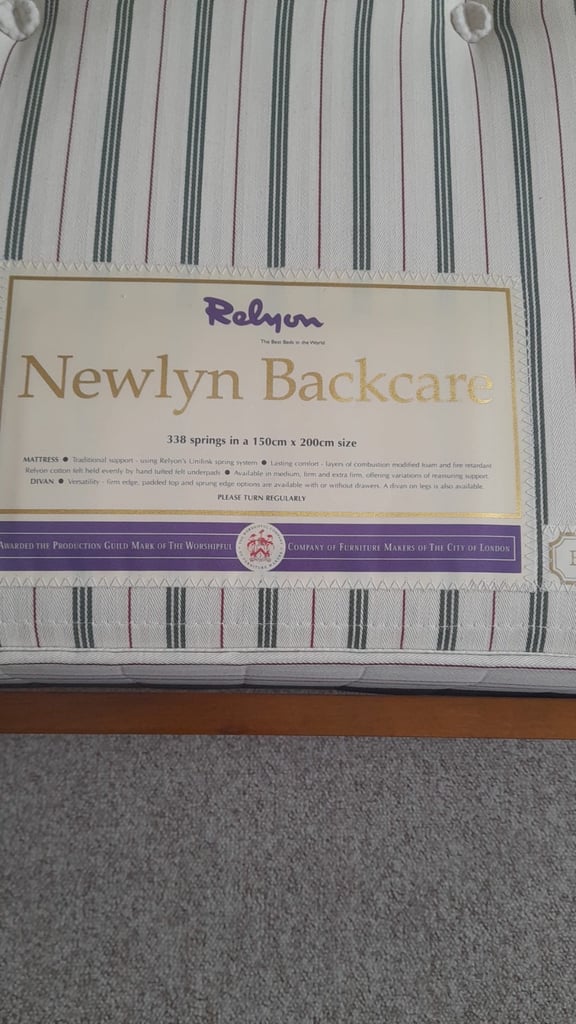 Relyon
The Best Beds in the World
Newlyn Backcare
338 springs in a 150cm x 200cm size
MATTRESS ● Traditional support - using Relyon's Linilink spring system ● Lasting comfort - layers of combustion modified foam and fire retardant
Relyon cotton felt held evenly by hand tufted felt underpads ● Available in medium, firm and extra firm, offering variations of reassuring support.
DIVAN ● Versatility - firm edge, padded top and sprung edge options are available with or without drawers. A divan on legs is also available.
PLEASE TURN REGULARLY
AWARDED THE PRODUCTION GUILD MARK OF THE WORSHIPFUL COMPANY OF FURNITURE MAKERS OF THE CITY OF LONDON